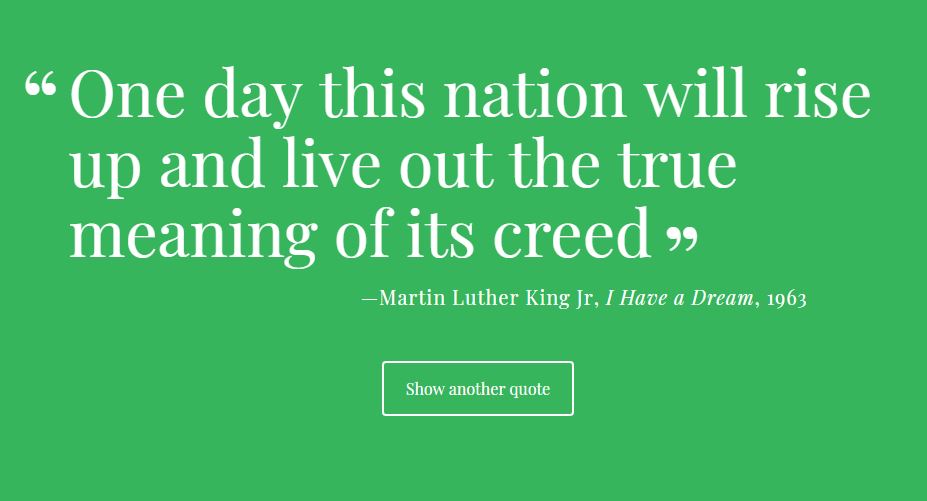 “ One day this nation will rise
up and live out the true
meaning of its creed ”
—Martin Luther King Jr, I Have a Dream, 1963
Show another quote